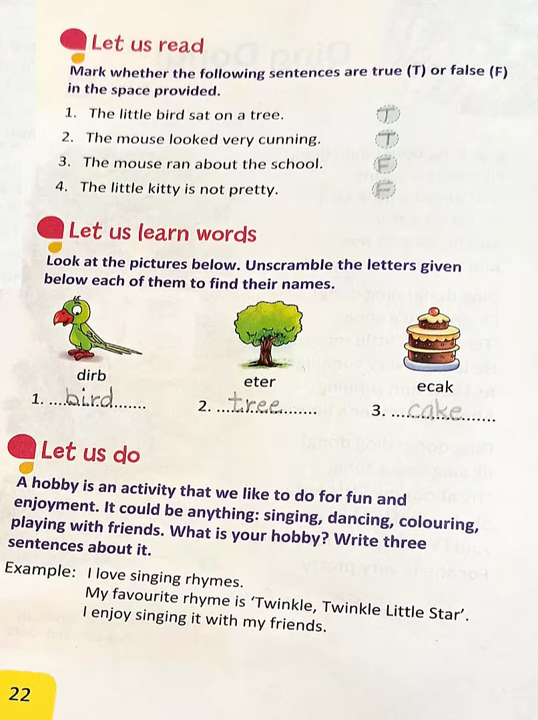 Let us read
Mark whether the following sentences are true (T) or false (F)
in the space provided.
1. The little bird sat on a tree. T
2. The mouse looked very cunning. T
3. The mouse ran about the school. F
4. The little kitty is not pretty. F
Let us learn words
Look at the pictures below. Unscramble the letters given
below each of them to find their names.
dirb eter ecak
1. ....bird........ 2. ...tree........... 3. ...cake........
Let us do
A hobby is an activity that we like to do for fun and
enjoyment. It could be anything: singing, dancing, colouring,
playing with friends. What is your hobby? Write three
sentences about it.
Example: I love singing rhymes.
My favourite rhyme is ‘Twinkle, Twinkle Little Star’.
I enjoy singing it with my friends.
22